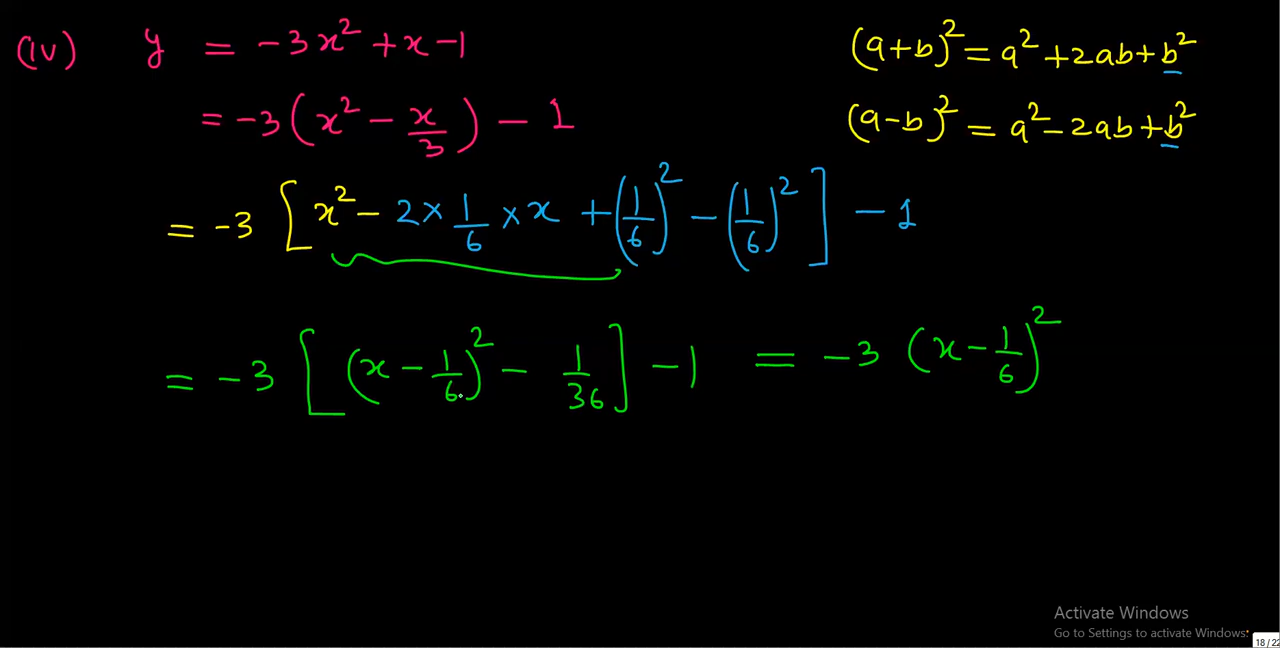 (iv) y = -3x² + x - 1
(a+b)² = a² + 2ab + b²
= -3(x² - x/3) - 1
(a-b)² = a² - 2ab + b²
= -3 [x² - 2 × 1/6 × x + (1/6)² - (1/6)²] - 1
= -3 [(x - 1/6)² - 1/36] - 1 = -3 (x - 1/6)²
Activate Windows
Go to Settings to activate Windows.
18 / 22